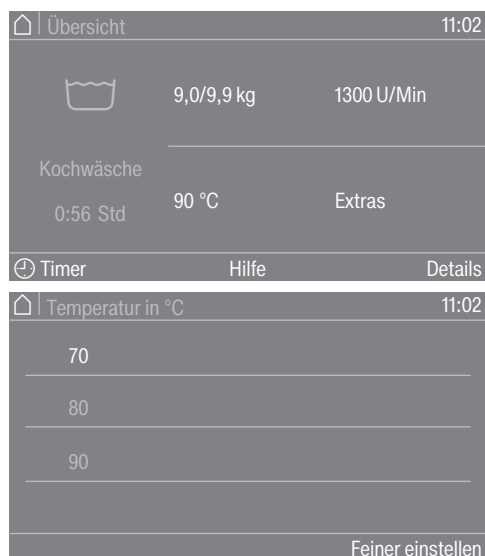 Übersicht 11:02
9,0/9,9 kg 1300 U/Min
Kochwäsche
0:56 Std
90 °C Extras
Timer Hilfe Details
Temperatur in °C 11:02
70
80
90
Feiner einstellen